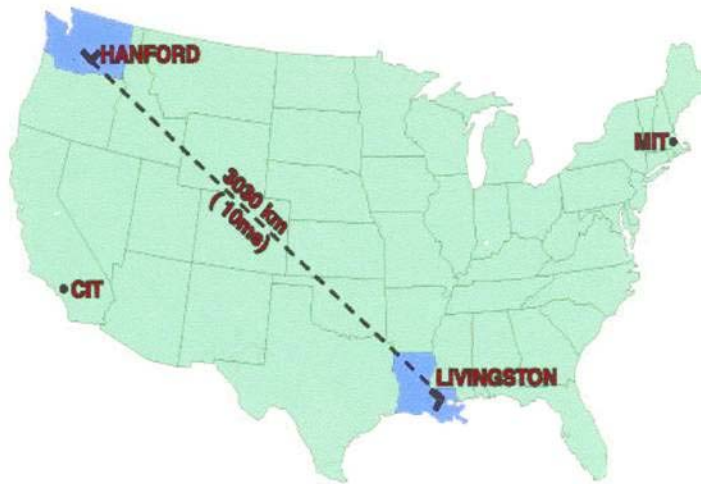 HANFORD
MIT
3030 km
( 10ms)
CIT
LIVINGSTON